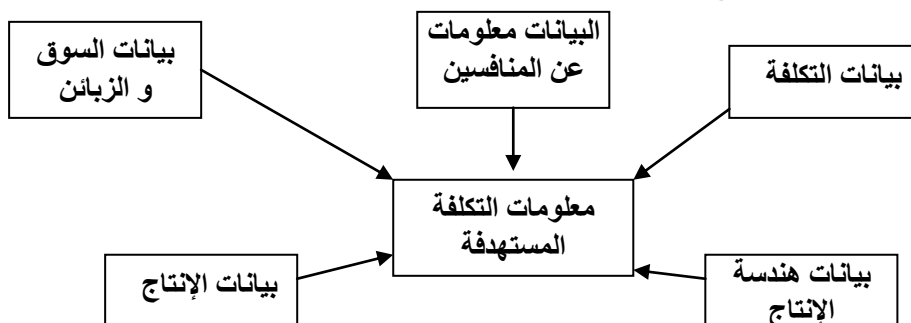 بيانات التكلفة
البيانات معلومات
عن المنافسين
بيانات السوق
و الزبائن
معلومات التكلفة
المستهدفة
بيانات هندسة
الإنتاج
بيانات الإنتاج